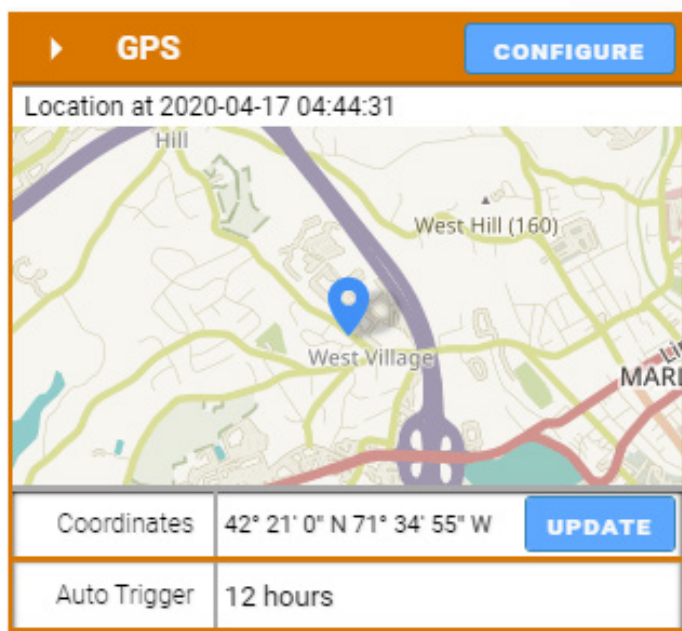 GPS
CONFIGURE
Location at 2020-04-17 04:44:31
Hill
West Hill (160)
West Village
MARL
Coordinates
42° 21' 0" N 71° 34' 55" W
UPDATE
Auto Trigger
12 hours